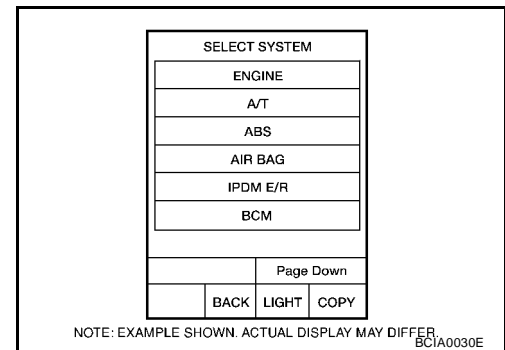 SELECT SYSTEM
ENGINE
A/T
ABS
AIR BAG
IPDM E/R
BCM
Page Down
BACK LIGHT COPY
NOTE: EXAMPLE SHOWN. ACTUAL DISPLAY MAY DIFFER.
BCIA0030E